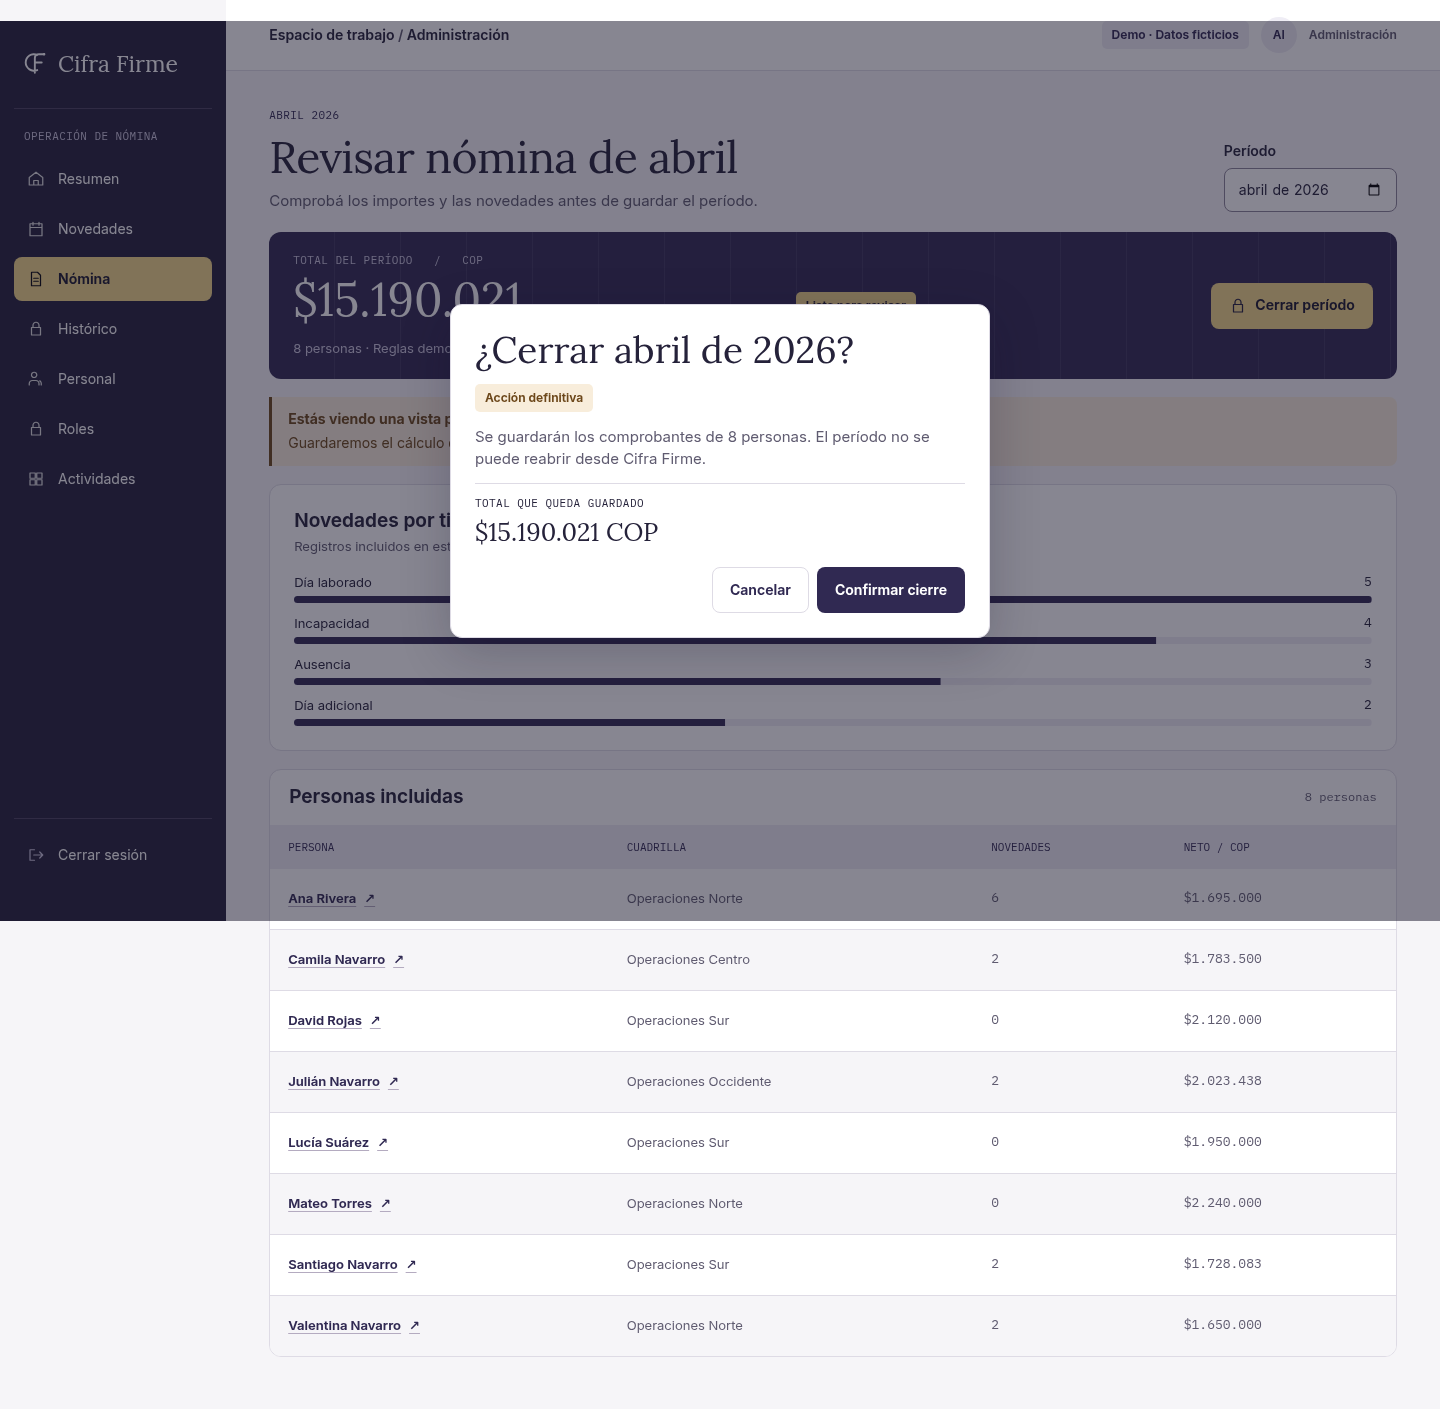 Cifra Firme
OPERACIÓN DE NÓMINA
Resumen
Novedades
Nómina
Histórico
Personal
Roles
Actividades
Cerrar sesión
Espacio de trabajo / Administración
Demo · Datos ficticios
AI
Administración
ABRIL 2026
Revisar nómina de abril
Comprobá los importes y las novedades antes de guardar el período.
Período
abril de 2026
TOTAL DEL PERÍODO / COP
$15.190.021
8 personas · Reglas demo
Cerrar período
Estás viendo una vista
Guardaremos el cálculo
¿Cerrar abril de 2026?
Acción definitiva
Se guardarán los comprobantes de 8 personas. El período no se
puede reabrir desde Cifra Firme.
TOTAL QUE QUEDA GUARDADO
$15.190.021 COP
Cancelar
Confirmar cierre
Novedades por
Registros incluidos en
Día laborado 5
Incapacidad 4
Ausencia 3
Día adicional 2
Personas incluidas
8 personas
PERSONA CUADRILLA NOVEDADES NETO / COP
Ana Rivera ↗ Operaciones Norte 6 $1.695.000
Camila Navarro ↗ Operaciones Centro 2 $1.783.500
David Rojas ↗ Operaciones Sur 0 $2.120.000
Julián Navarro ↗ Operaciones Occidente 2 $2.023.438
Lucía Suárez ↗ Operaciones Sur 0 $1.950.000
Mateo Torres ↗ Operaciones Norte 0 $2.240.000
Santiago Navarro ↗ Operaciones Sur 2 $1.728.083
Valentina Navarro ↗ Operaciones Norte 2 $1.650.000